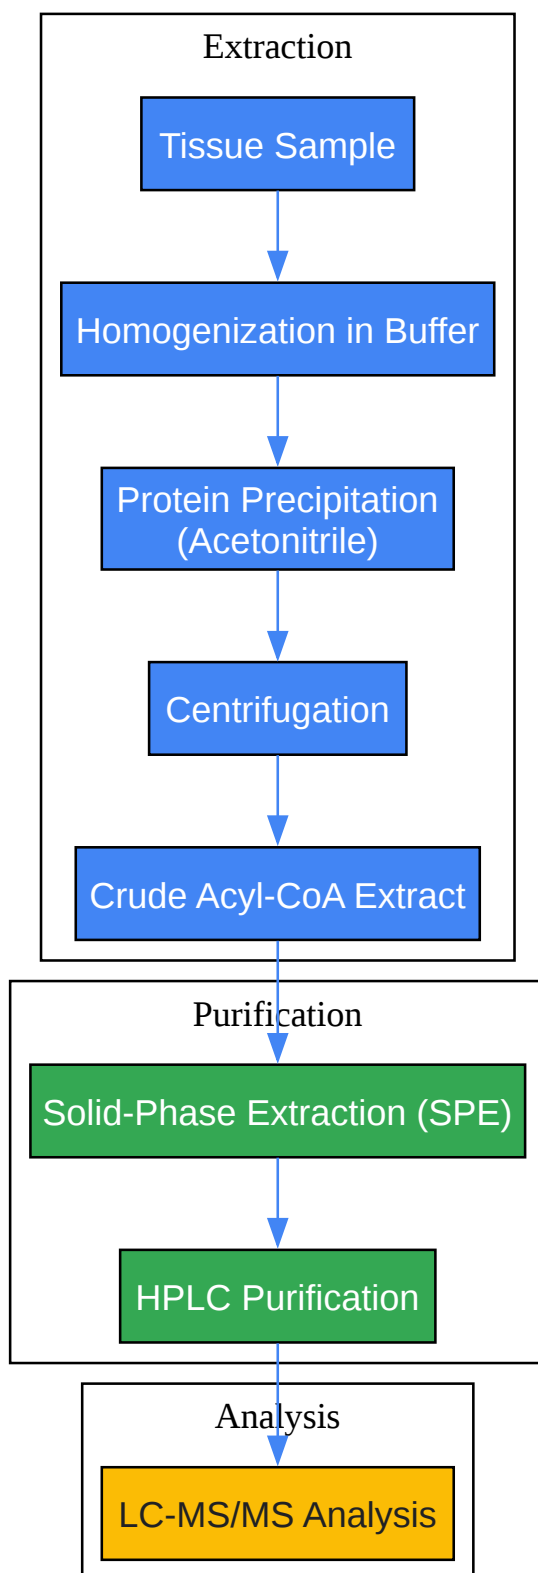 Extraction
Tissue Sample
Homogenization in Buffer
Protein Precipitation
(Acetonitrile)
Centrifugation
Crude Acyl-CoA Extract
Purification
Solid-Phase Extraction (SPE)
HPLC Purification
Analysis
LC-MS/MS Analysis